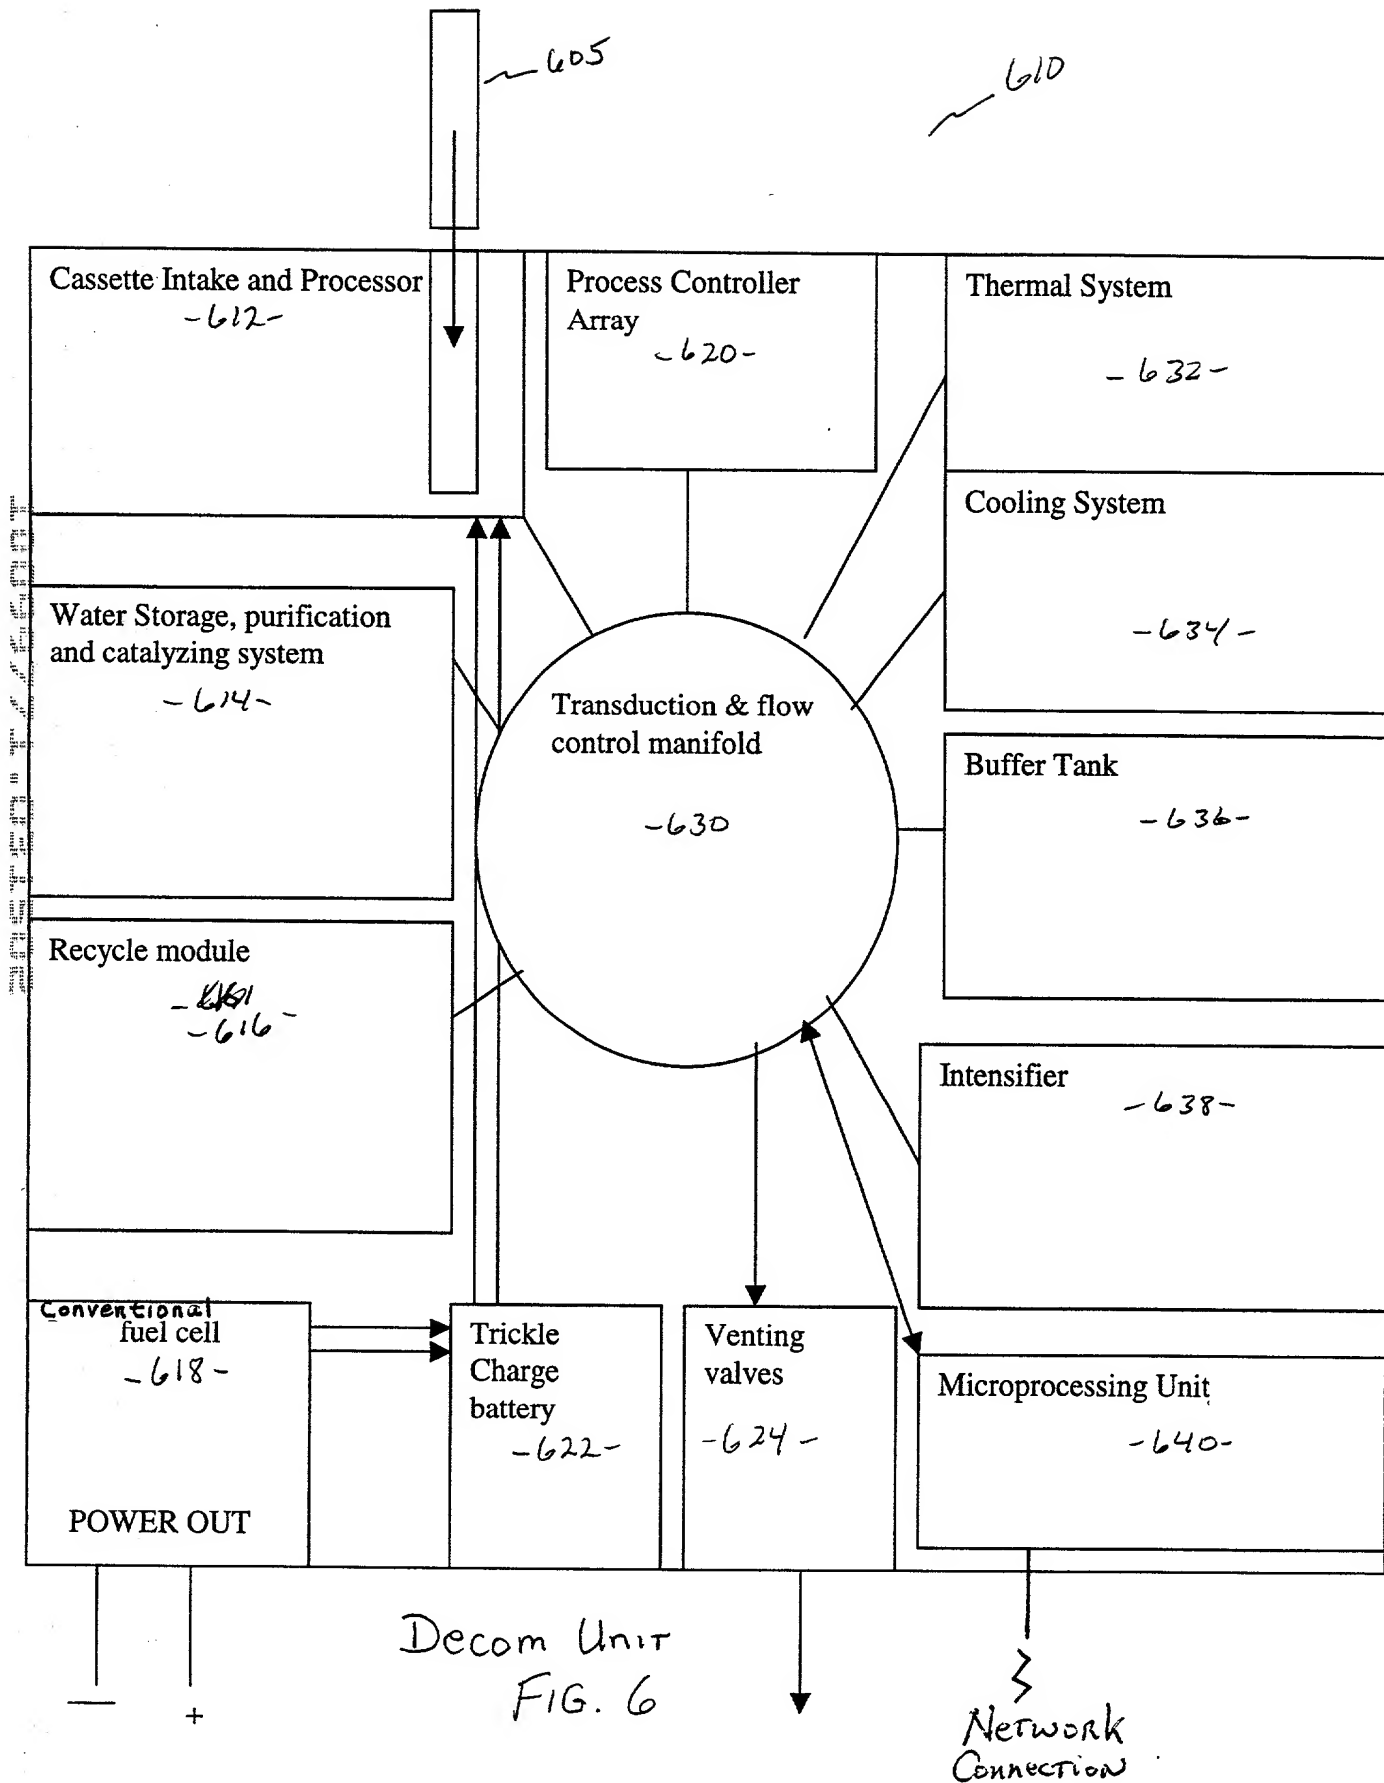 605
610
Cassette Intake and Processor
-612-
Process Controller
Array
-620-
Thermal System
-632-
Cooling System
-634-
Water Storage, purification
and catalyzing system
-614-
Transduction & flow
control manifold
-630
Buffer Tank
-636-
Recycle module
-616-
Intensifier
-638-
Conventional
fuel cell
-618-
POWER OUT
Trickle
Charge
battery
-622-
Venting
valves
-624-
Microprocessing Unit
-640-
— +
Decom Unit
FIG. 6
Network
Connection